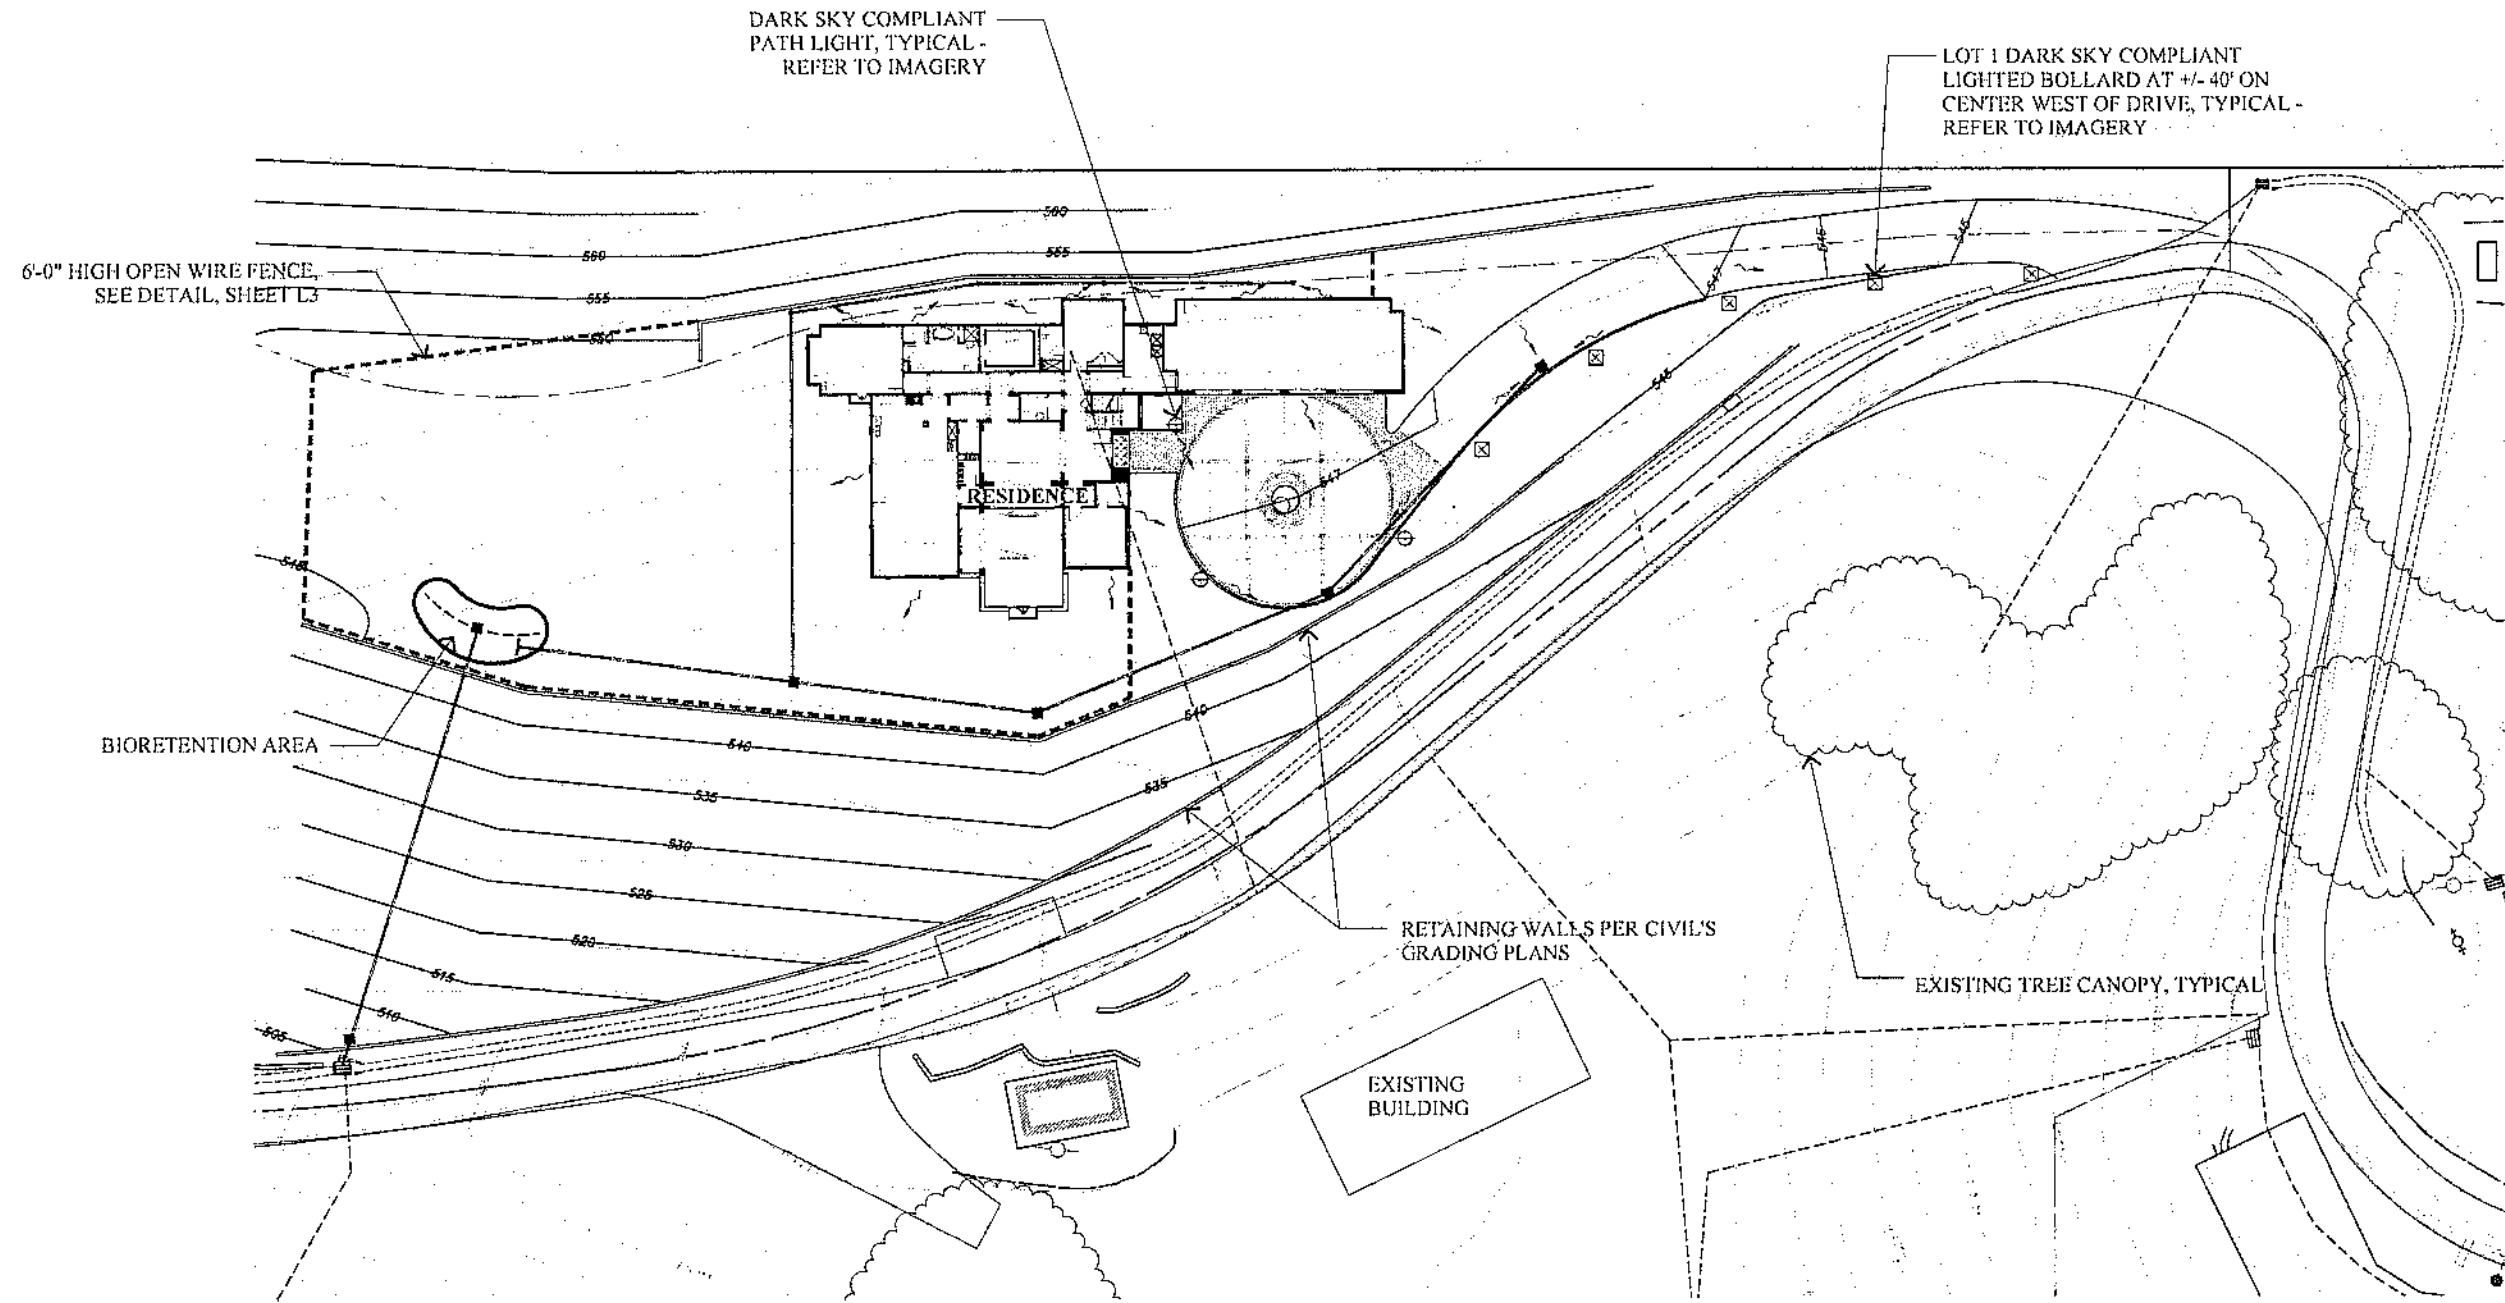 DARK SKY COMPLIANT
PATH LIGHT, TYPICAL -
REFER TO IMAGERY
LOT 1 DARK SKY COMPLIANT
LIGHTED BOLLARD AT +/- 40' ON
CENTER WEST OF DRIVE, TYPICAL -
REFER TO IMAGERY
560
560
555
6'-0" HIGH OPEN WIRE FENCE,
SEE DETAIL, SHEET L3
555
550
545
547
RESIDENCE
545
540
BIORETENTION AREA
540
535
535
530
525
520
515
510
505
RETAINING WALLS PER CIVIL'S
GRADING PLANS
EXISTING TREE CANOPY, TYPICAL
EXISTING
BUILDING